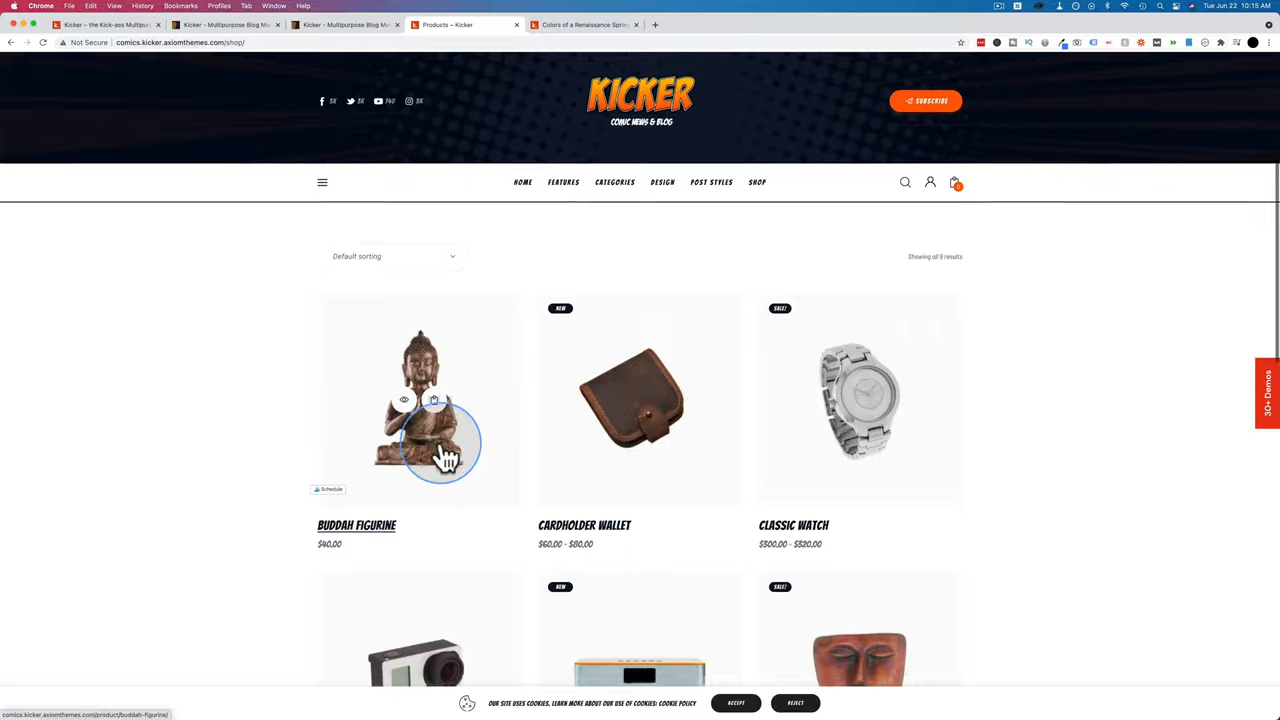 Chrome File Edit View History Bookmarks Profiles Tab Window Help
Tue Jun 22 10:15 AM
Kicker – the Kick-ass Multipur
Kicker - Multipurpose Blog Ma
Kicker - Multipurpose Blog Ma
Products – Kicker
Colors of a Renaissance Sprin
Not Secure
comics.kicker.axiomthemes.com/shop/
3K 3K 740 3K
KICKER
COMIC NEWS & BLOG
SUBSCRIBE
HOME FEATURES CATEGORIES DESIGN POST STYLES SHOP
0
Default sorting
Showing all 9 results
NEW
SALE!
30+ Demos
Schedule
BUDDAH FIGURINE
CARDHOLDER WALLET
CLASSIC WATCH
$40.00
$60.00 – $80.00
$300.00 – $320.00
NEW
SALE!
OUR SITE USES COOKIES. LEARN MORE ABOUT OUR USE OF COOKIES: COOKIE POLICY
ACCEPT
REJECT
comics.kicker.axiomthemes.com/product/buddah-figurine/